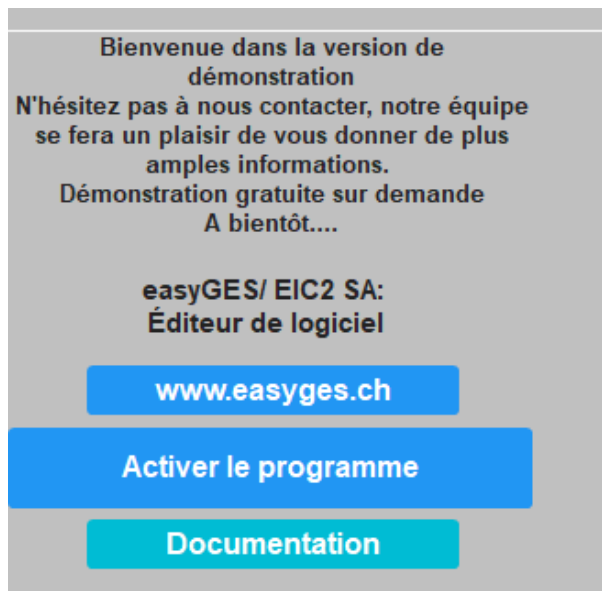 Bienvenue dans la version de
démonstration
N'hésitez pas à nous contacter, notre équipe
se fera un plaisir de vous donner de plus
amples informations.
Démonstration gratuite sur demande
A bientôt....
easyGES/ EIC2 SA:
Éditeur de logiciel
www.easyges.ch
Activer le programme
Documentation